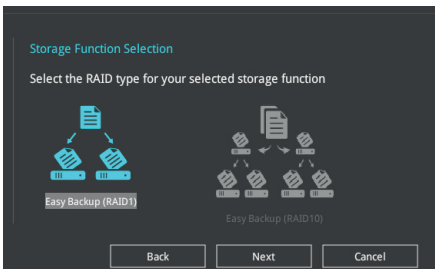 Storage Function Selection
Select the RAID type for your selected storage function
Easy Backup (RAID1)
Easy Backup (RAID10)
Back
Next
Cancel